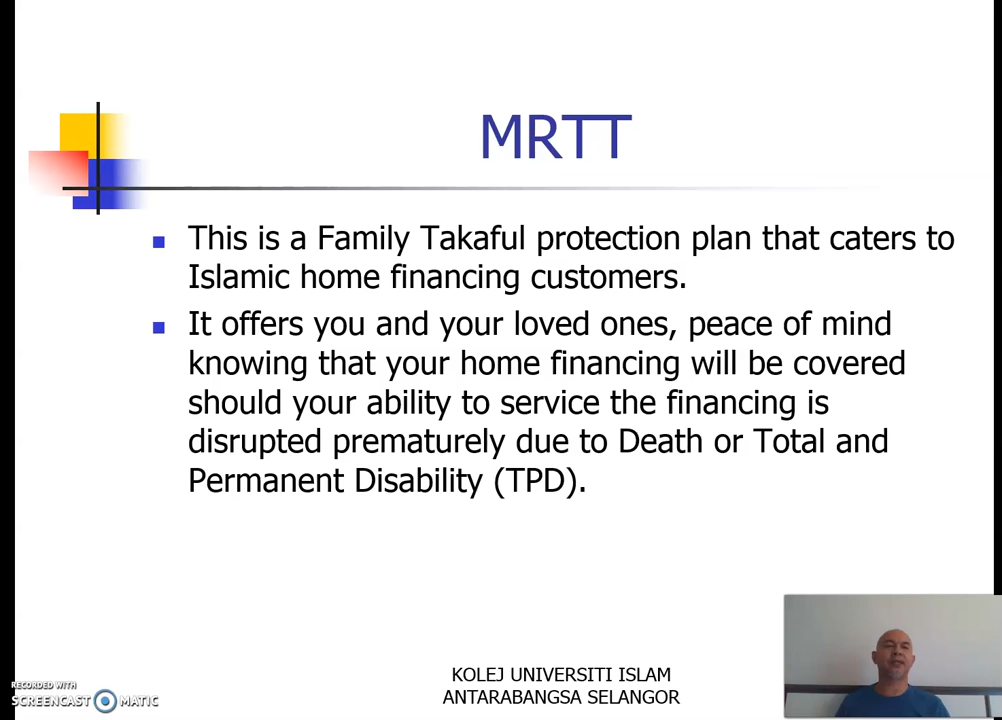 MRTT
This is a Family Takaful protection plan that caters to
Islamic home financing customers.
It offers you and your loved ones, peace of mind
knowing that your home financing will be covered
should your ability to service the financing is
disrupted prematurely due to Death or Total and
Permanent Disability (TPD).
KOLEJ UNIVERSITI ISLAM
ANTARABANGSA SELANGOR
RECORDED WITH
SCREENCAST MATIC